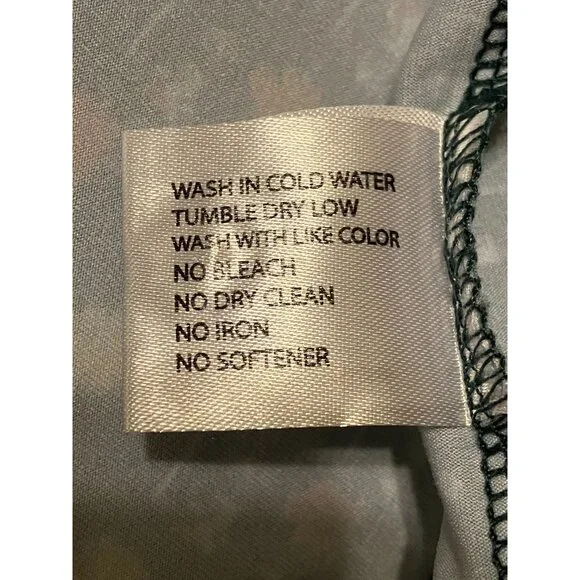 WASH IN COLD WATER
TUMBLE DRY LOW
WASH WITH LIKE COLOR
NO BLEACH
NO DRY CLEAN
NO IRON
NO SOFTENER